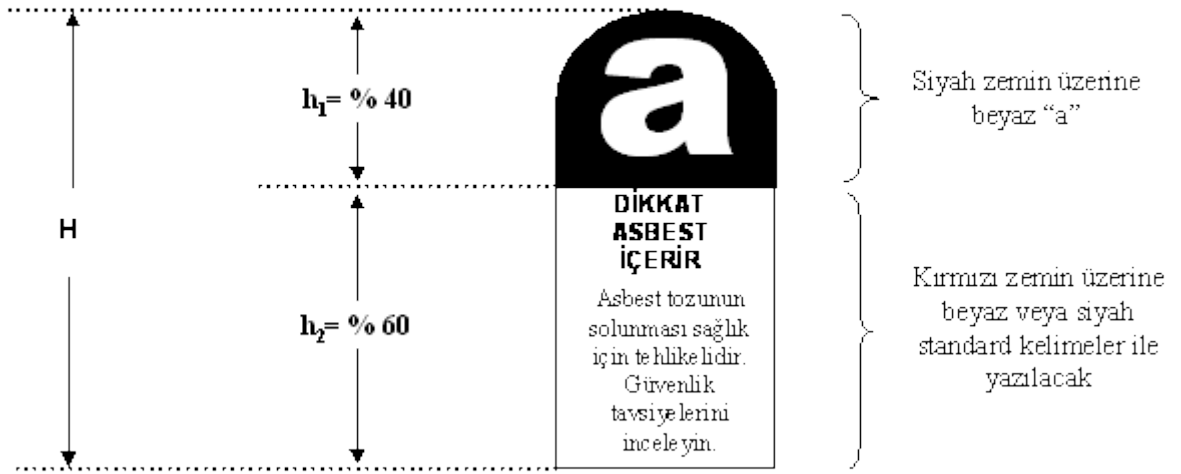 H
h1= % 40
h2= % 60
a
DİKKAT
ASBEST
İÇERİR
Asbest tozunun
solunması sağlık
için tehlikelidir.
Güvenlik
tavsiyelerini
inceleyin.
Siyah zemin üzerine
beyaz “a”
Kırmızı zemin üzerine
beyaz veya siyah
standard kelimeler ile
yazılacak